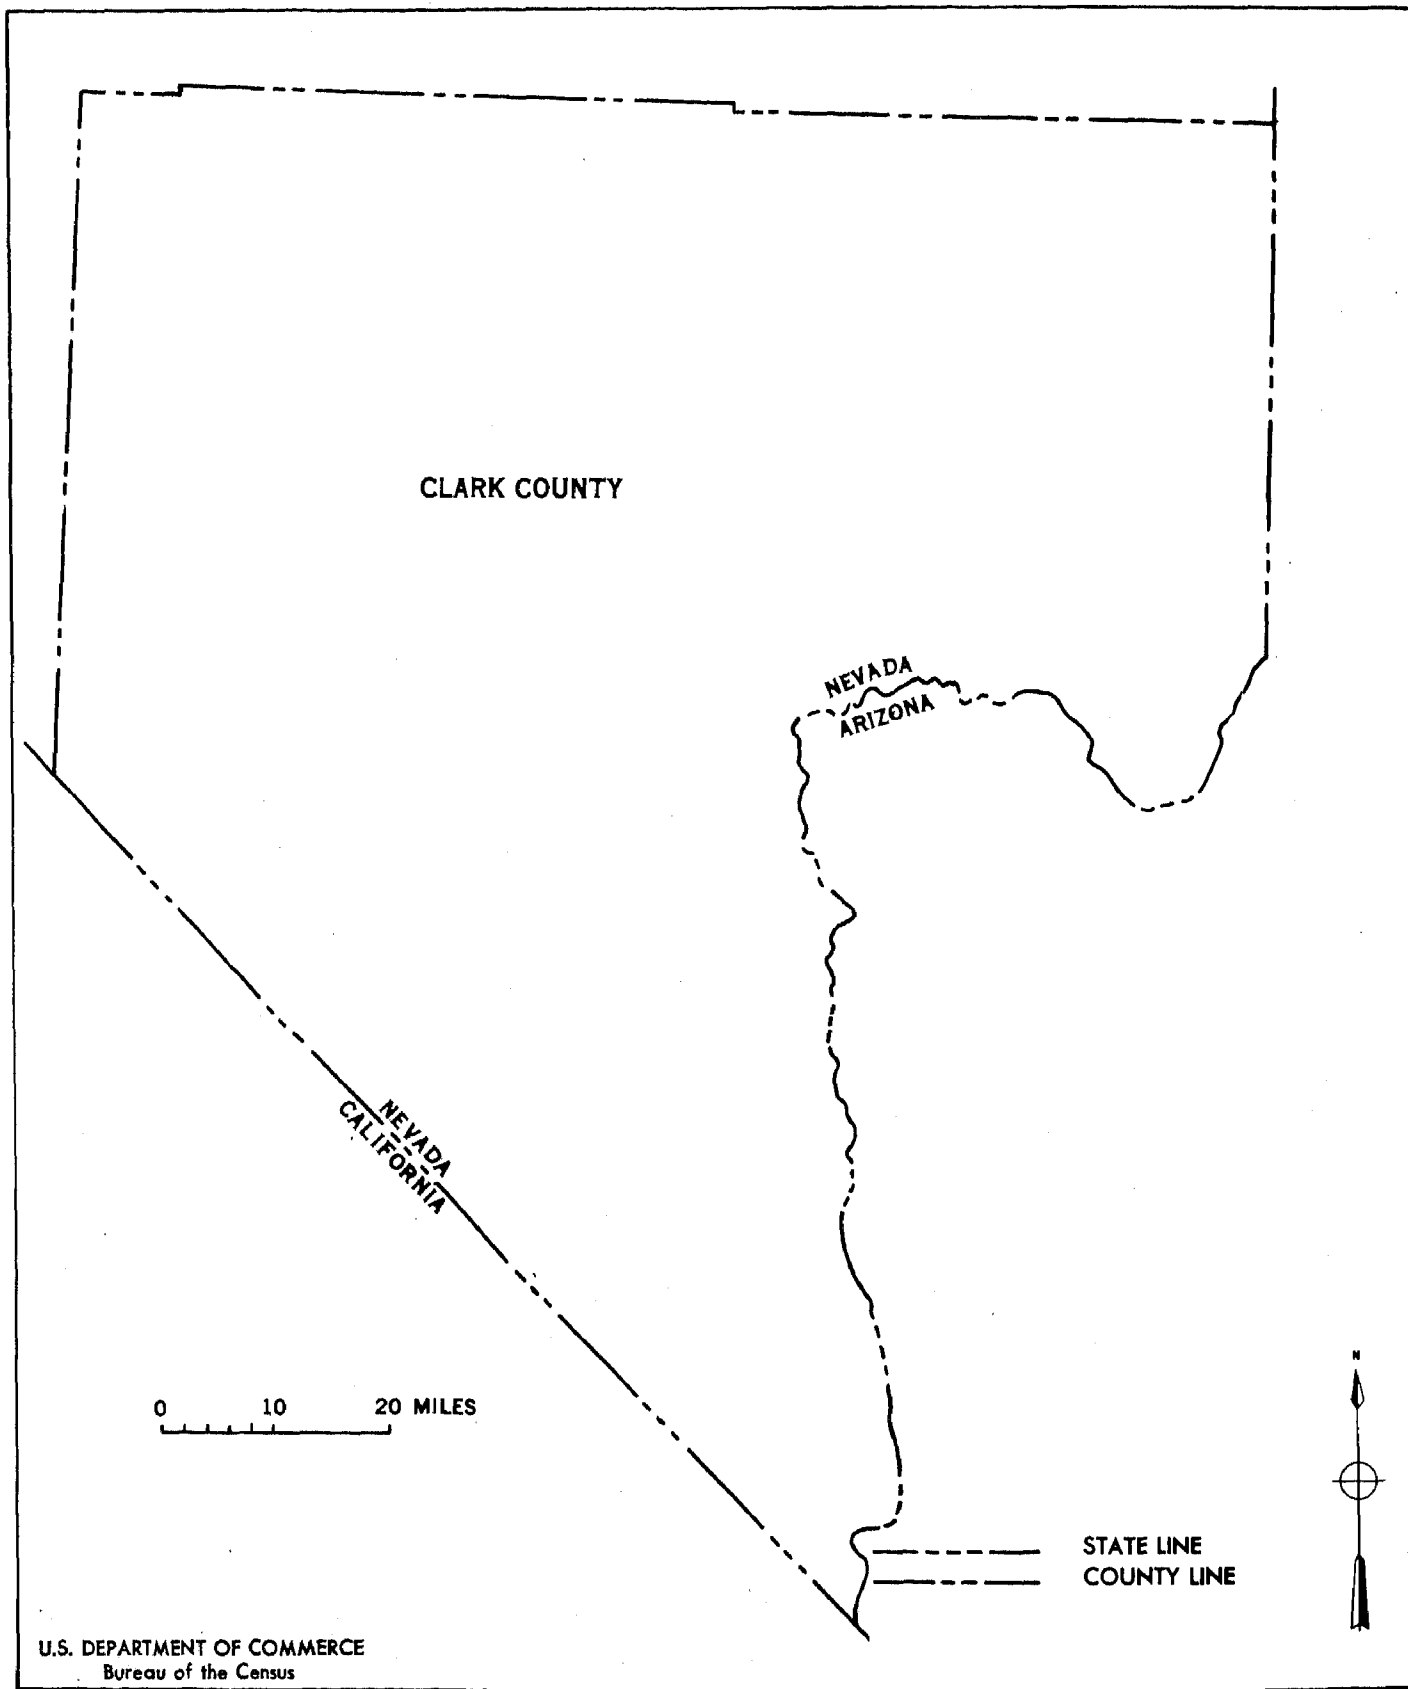 CLARK COUNTY
NEVADA
ARIZONA
NEVADA
CALIFORNIA
0 10 20 MILES
N
STATE LINE
COUNTY LINE
U.S. DEPARTMENT OF COMMERCE
Bureau of the Census